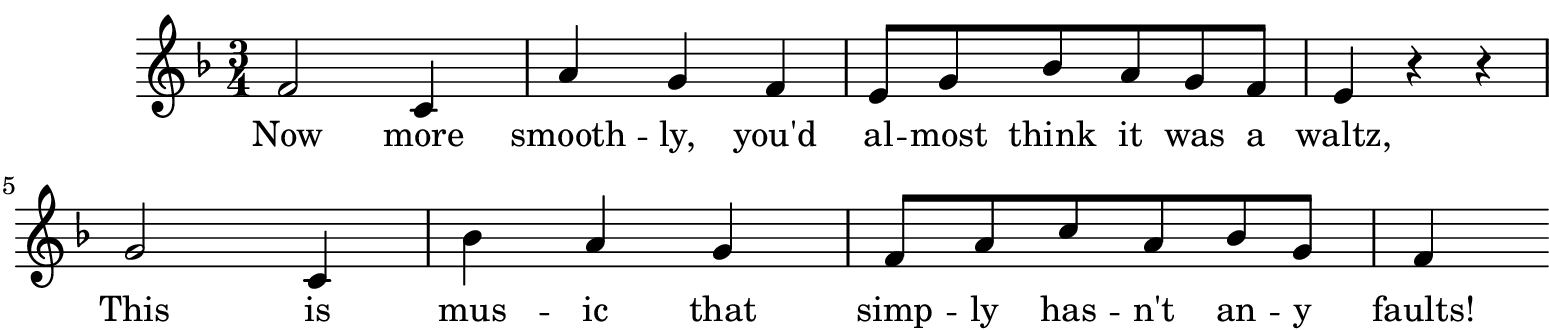 3
4
Now more smooth - ly, you'd al - most think it was a waltz,
5
This is mus - ic that simp - ly has - n't an - y faults!